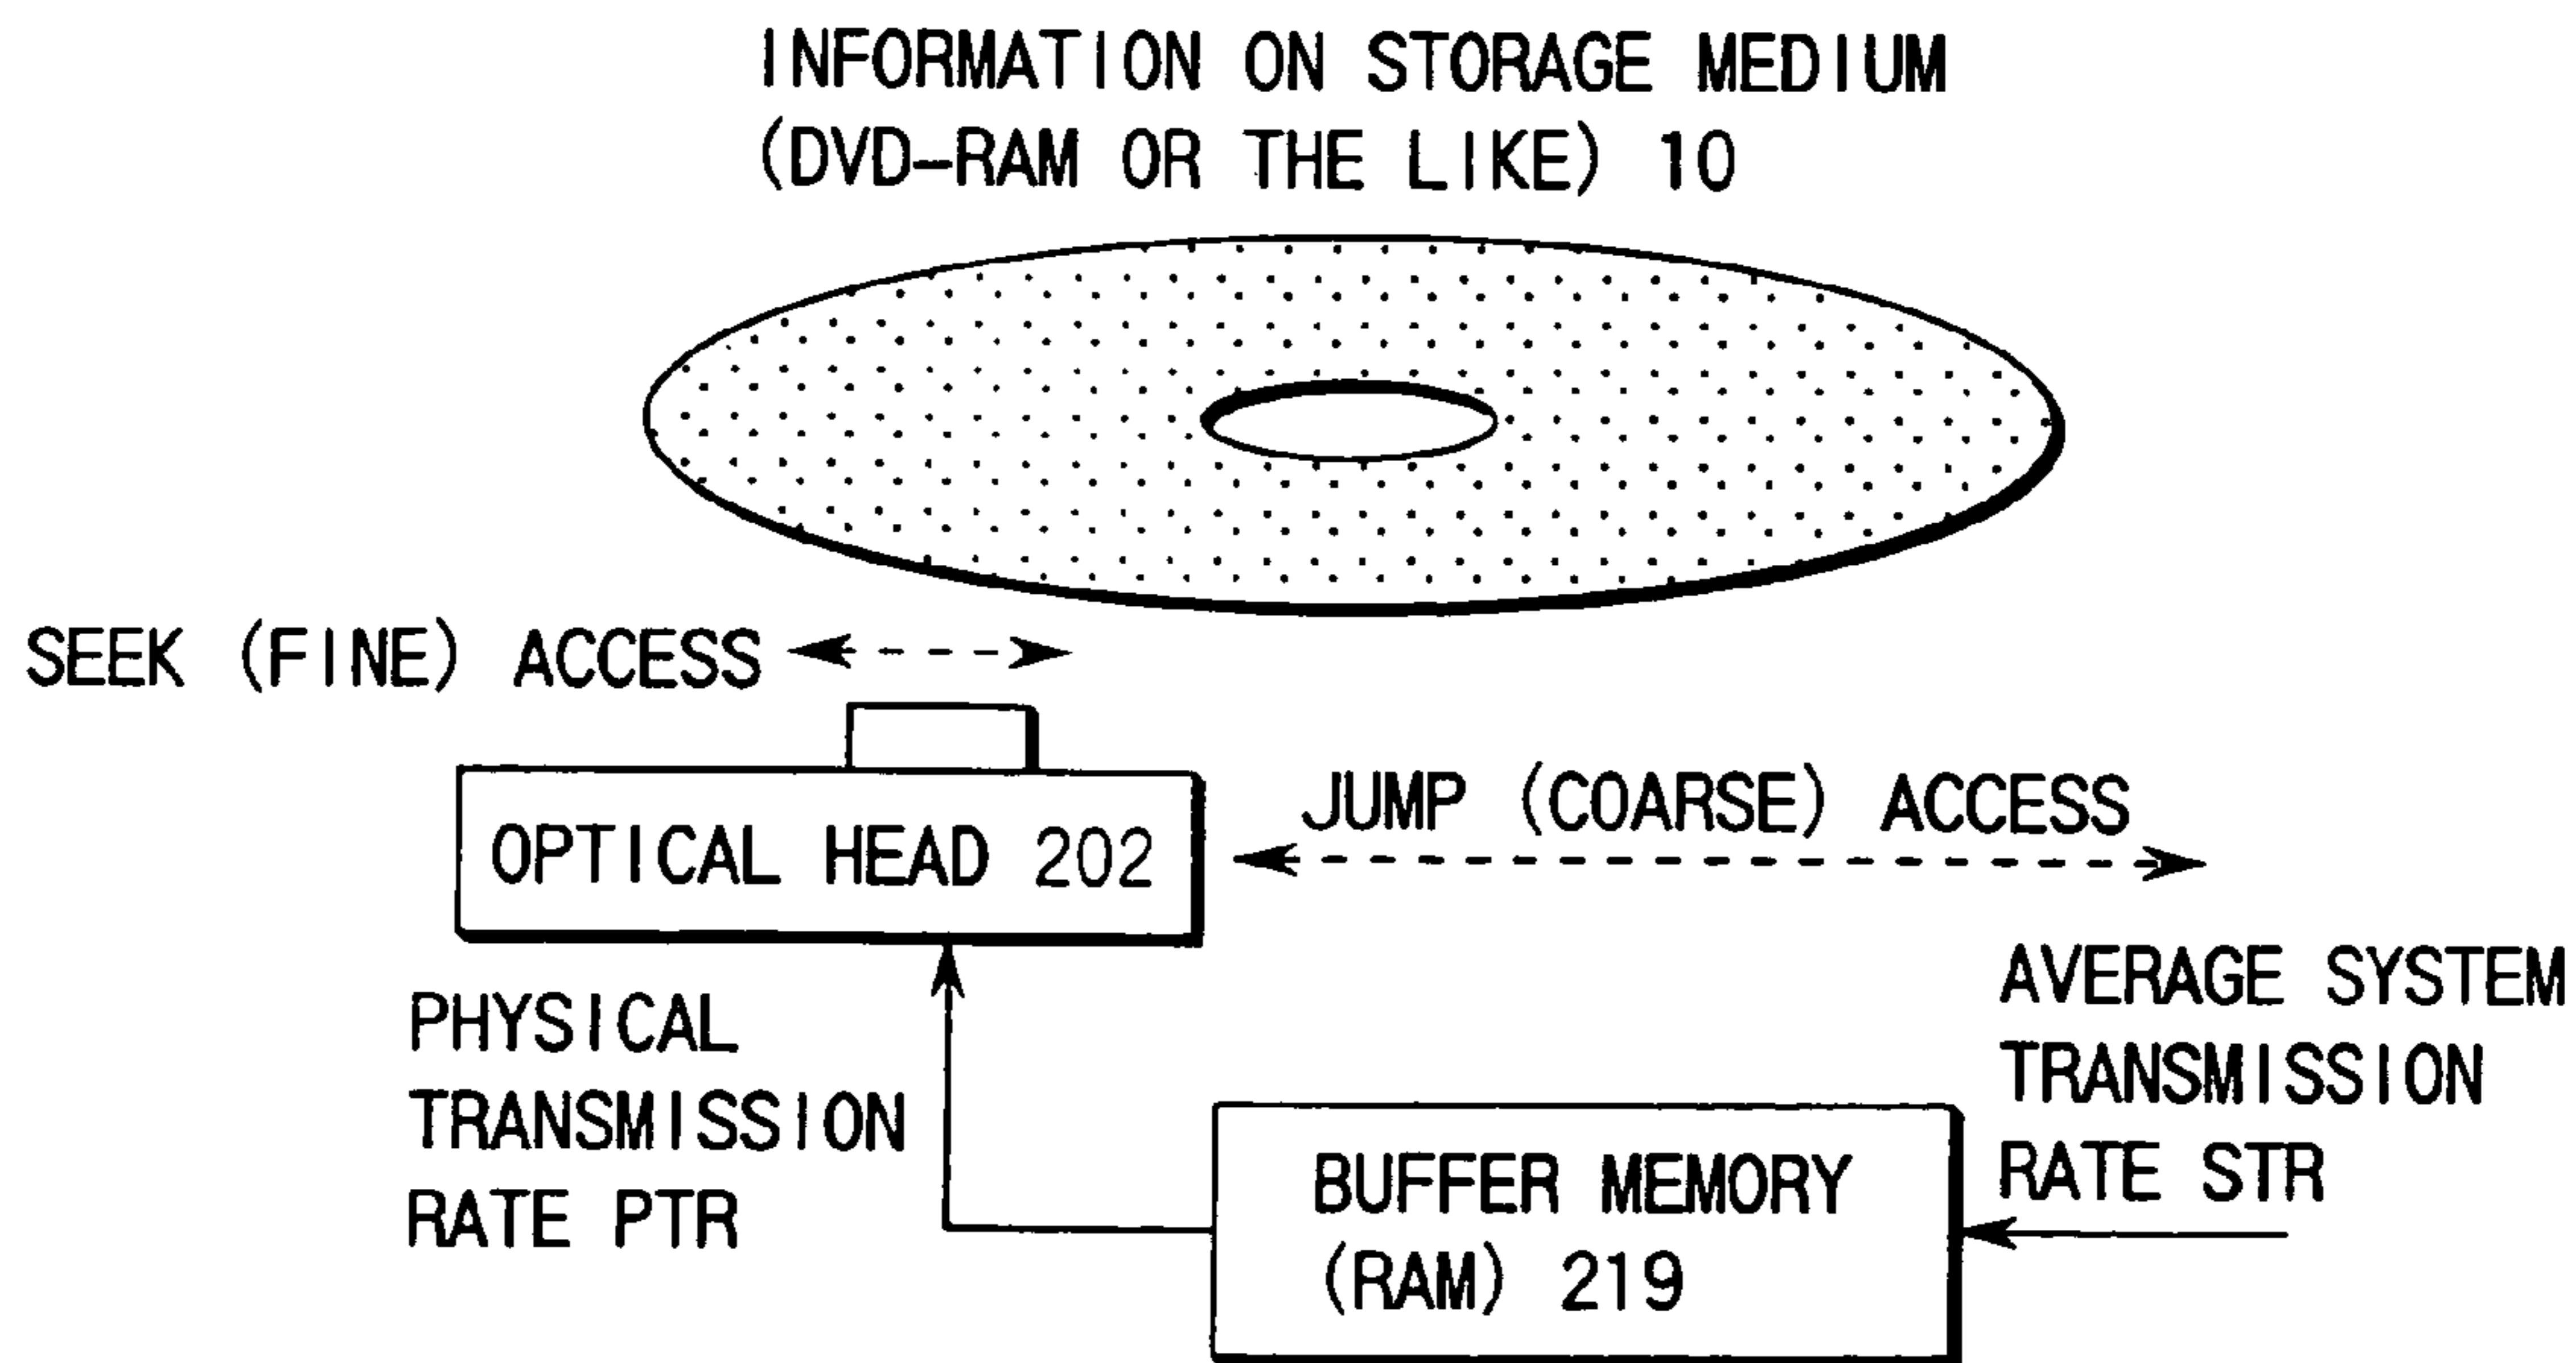 INFORMATION ON STORAGE MEDIUM
(DVD-RAM OR THE LIKE) 10
SEEK (FINE) ACCESS
OPTICAL HEAD 202
JUMP (COARSE) ACCESS
PHYSICAL
TRANSMISSION
RATE PTR
BUFFER MEMORY
(RAM) 219
AVERAGE SYSTEM
TRANSMISSION
RATE STR